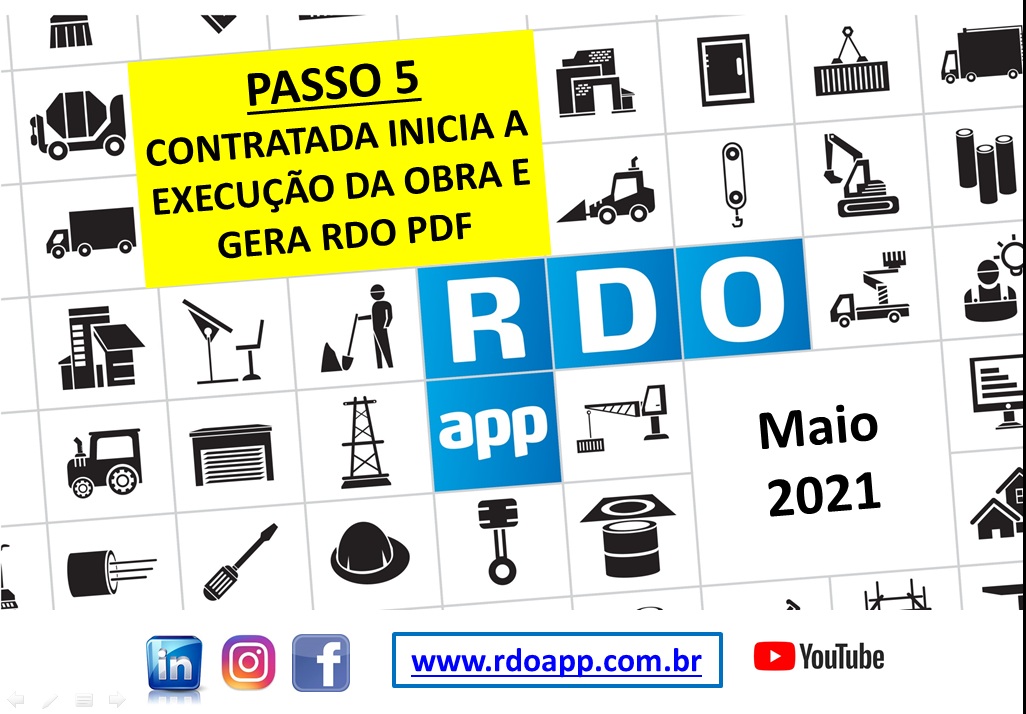 PASSO 5
CONTRATADA INICIA A
EXECUÇÃO DA OBRA E
GERA RDO PDF
RDO
app
Maio
2021
in
f
www.rdoapp.com.br
YouTube